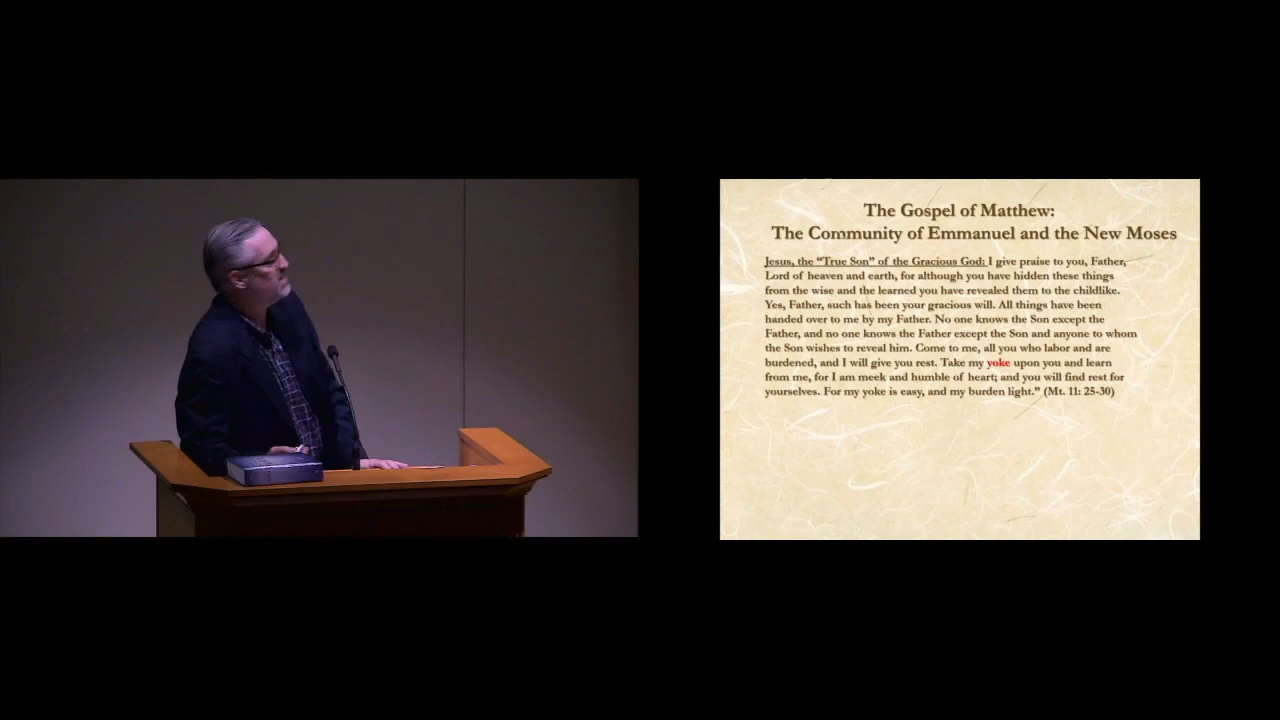 The Gospel of Matthew:
The Community of Emmanuel and the New Moses
Jesus, the “True Son” of the Gracious God: I give praise to you, Father,
Lord of heaven and earth, for although you have hidden these things
from the wise and the learned you have revealed them to the childlike.
Yes, Father, such has been your gracious will. All things have been
handed over to me by my Father. No one knows the Son except the
Father, and no one knows the Father except the Son and anyone to whom
the Son wishes to reveal him. Come to me, all you who labor and are
burdened, and I will give you rest. Take my yoke upon you and learn
from me, for I am meek and humble of heart; and you will find rest for
yourselves. For my yoke is easy, and my burden light.” (Mt. 11: 25-30)